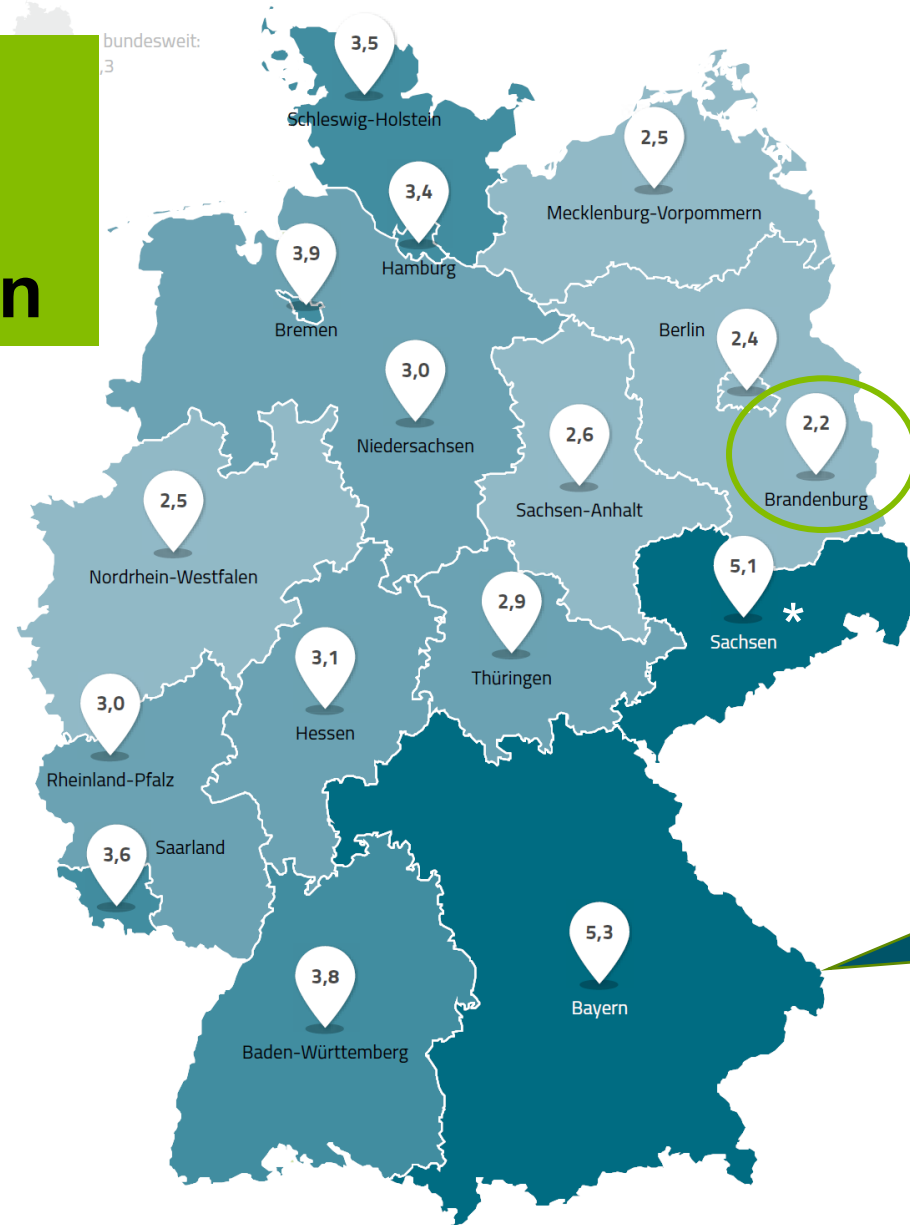 bundesweit:
,3
n
3,5
Schleswig-Holstein
2,5
Mecklenburg-Vorpommern
3,4
Hamburg
3,9
Bremen
Berlin
2,4
3,0
Niedersachsen
2,6
Sachsen-Anhalt
2,2
Brandenburg
2,5
Nordrhein-Westfalen
5,1
*
Sachsen
2,9
Thüringen
3,1
Hessen
3,0
Rheinland-Pfalz
3,6
Saarland
5,3
Bayern
3,8
Baden-Württemberg